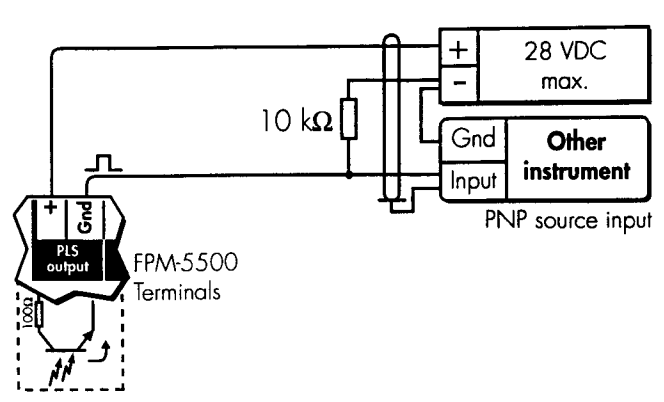 +
28 VDC
max.
−
10 kΩ
Gnd
Other
instrument
Input
PNP source input
+
Gnd
PLS
output
FPM-5500
Terminals
100Ω